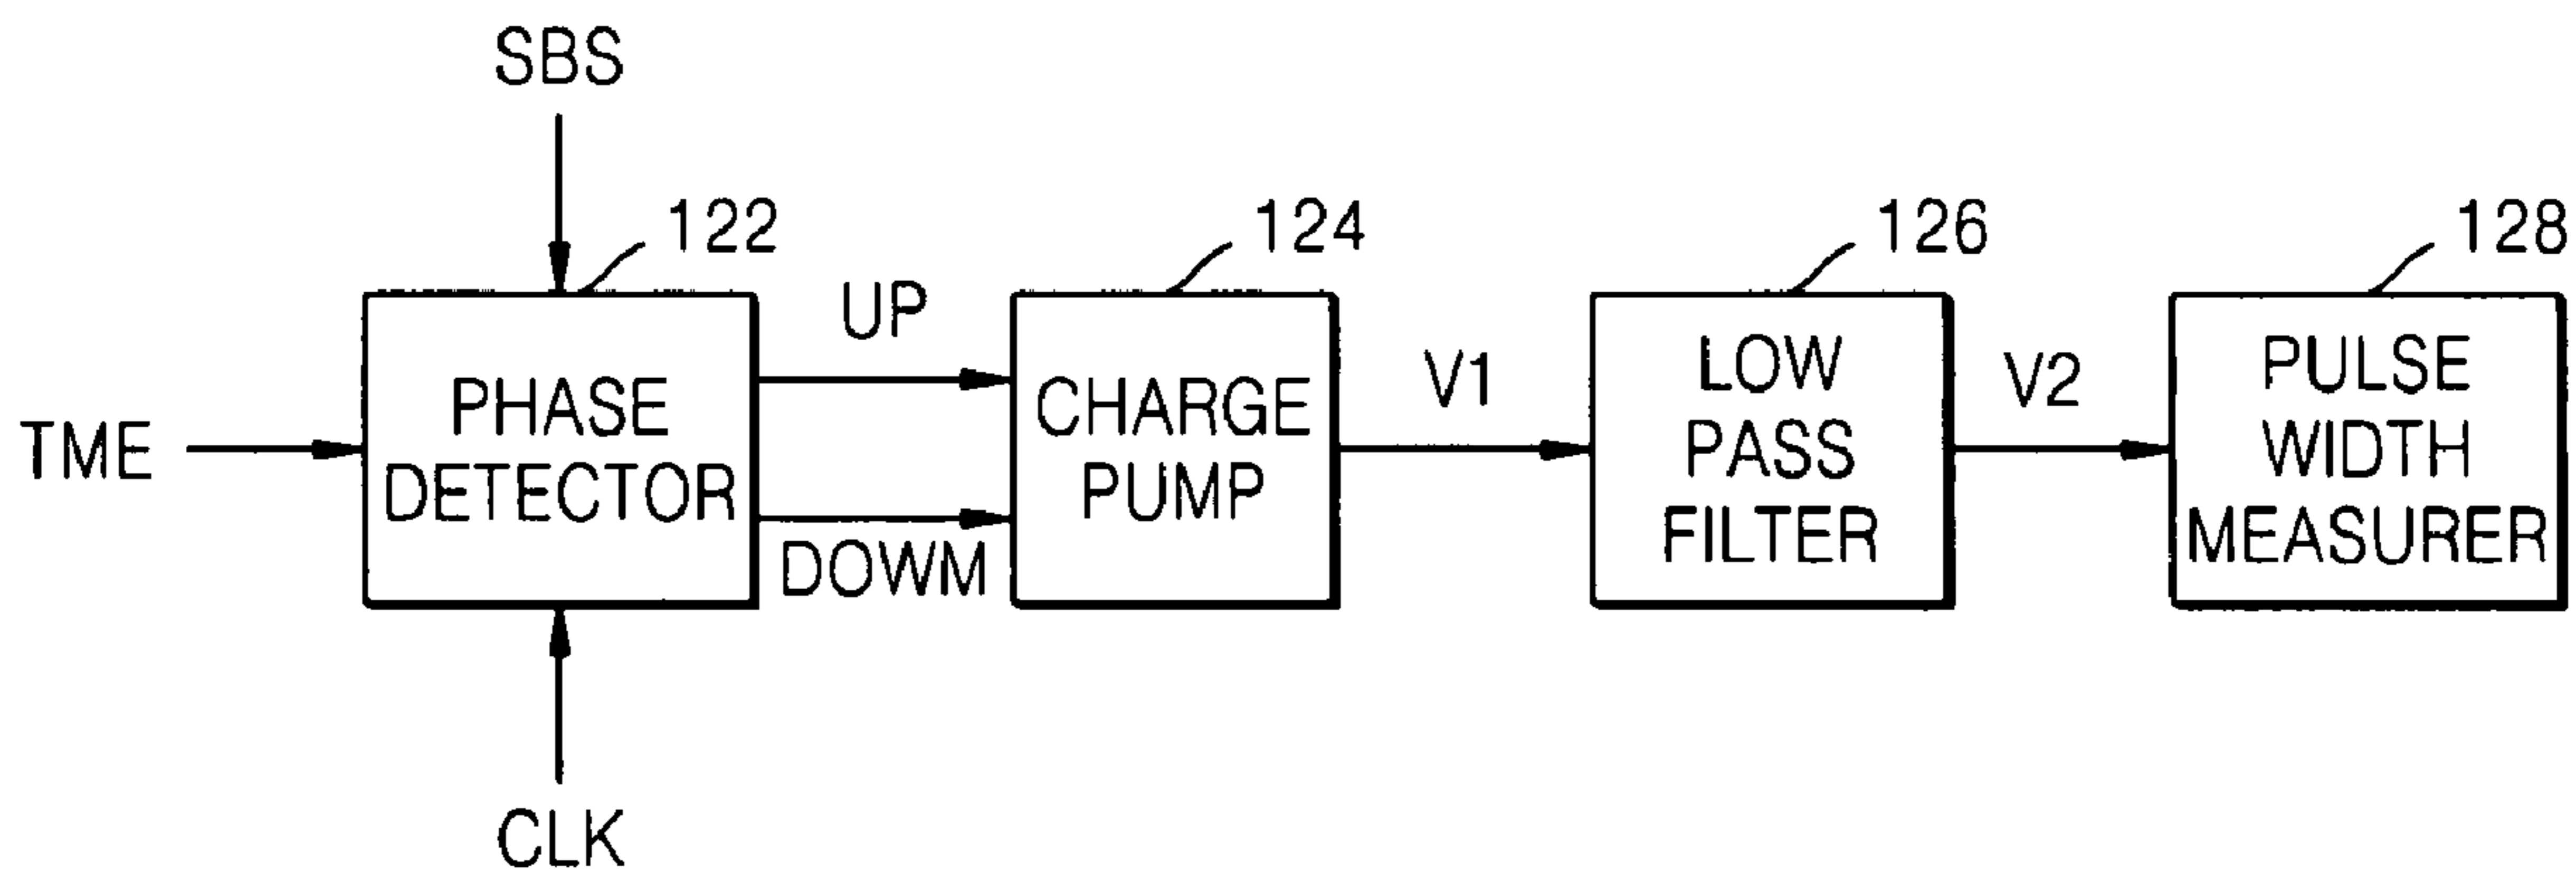 SBS
122
124
126
128
UP
PHASE
DETECTOR
TME
DOWM
CHARGE
PUMP
V1
LOW
PASS
FILTER
V2
PULSE
WIDTH
MEASURER
CLK